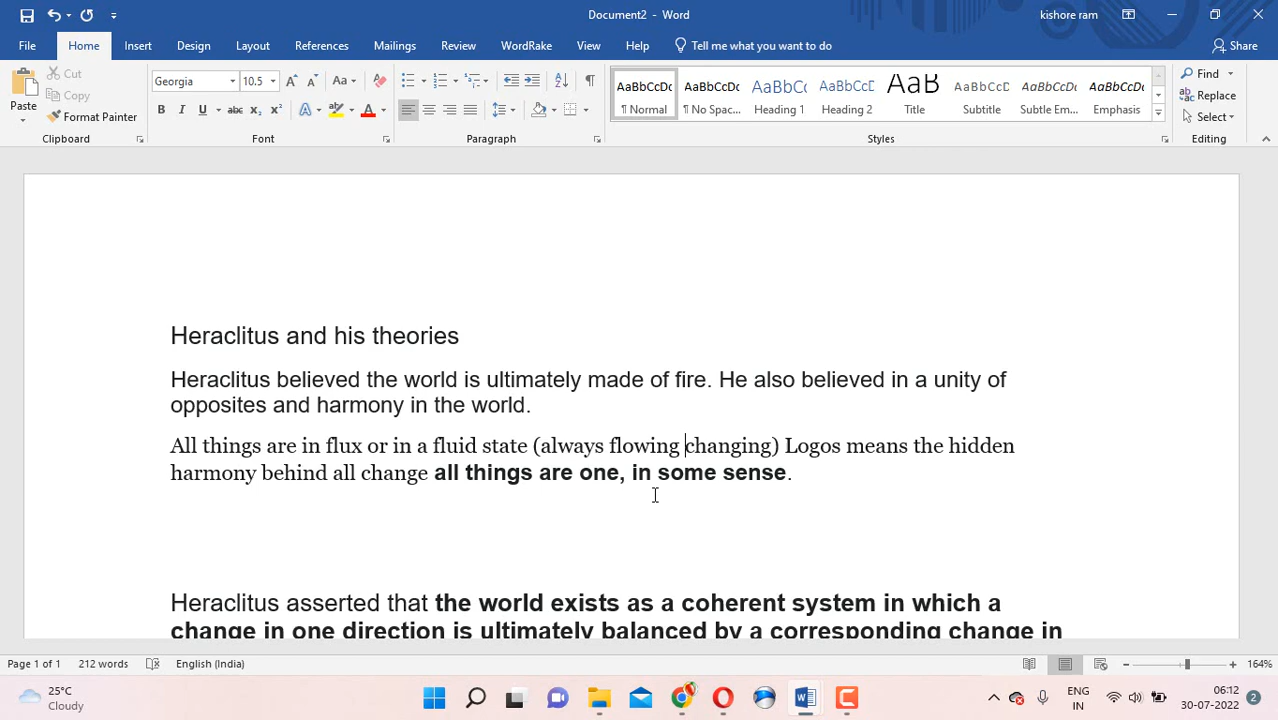 Document2 - Word
kishore ram
File Home Insert Design Layout References Mailings Review WordRake View Help Tell me what you want to do Share
Paste Cut Copy Format Painter
Georgia 10.5
AaBbCcDc AaBbCcDc AaBbCc AaBbCcD AaB AaBbCcD AaBbCcDc AaBbCcDc
¶ Normal ¶ No Spac... Heading 1 Heading 2 Title Subtitle Subtle Em... Emphasis
Find
Replace
Select
Clipboard Font Paragraph Styles Editing
Heraclitus and his theories
Heraclitus believed the world is ultimately made of fire. He also believed in a unity of
opposites and harmony in the world.
All things are in flux or in a fluid state (always flowing changing) Logos means the hidden
harmony behind all change all things are one, in some sense.
Heraclitus asserted that the world exists as a coherent system in which a
change in one direction is ultimately balanced by a corresponding change in
Page 1 of 1 212 words English (India) 164%
25°C
Cloudy
ENG
IN
06:12
30-07-2022
2